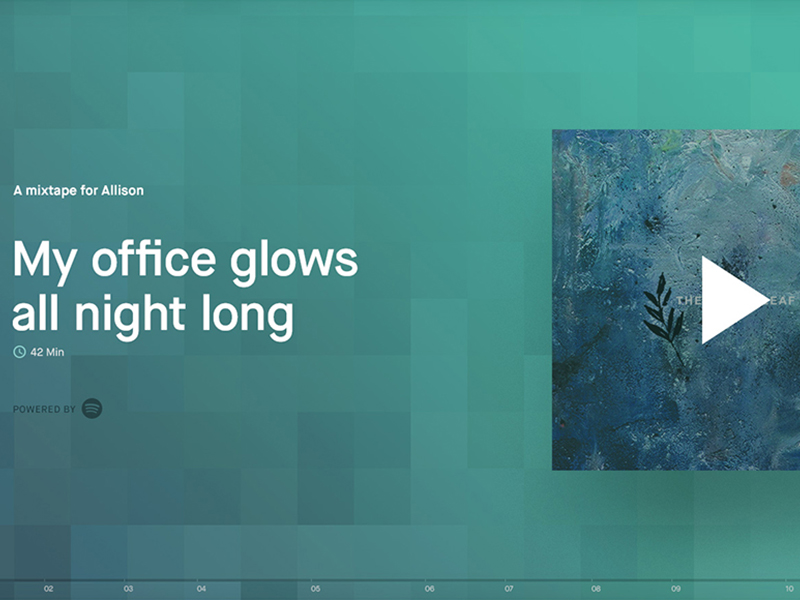 A mixtape for Allison
My office glows
all night long
42 Min
POWERED BY
THE EAF
02 03 04 05 06 07 08 09 10